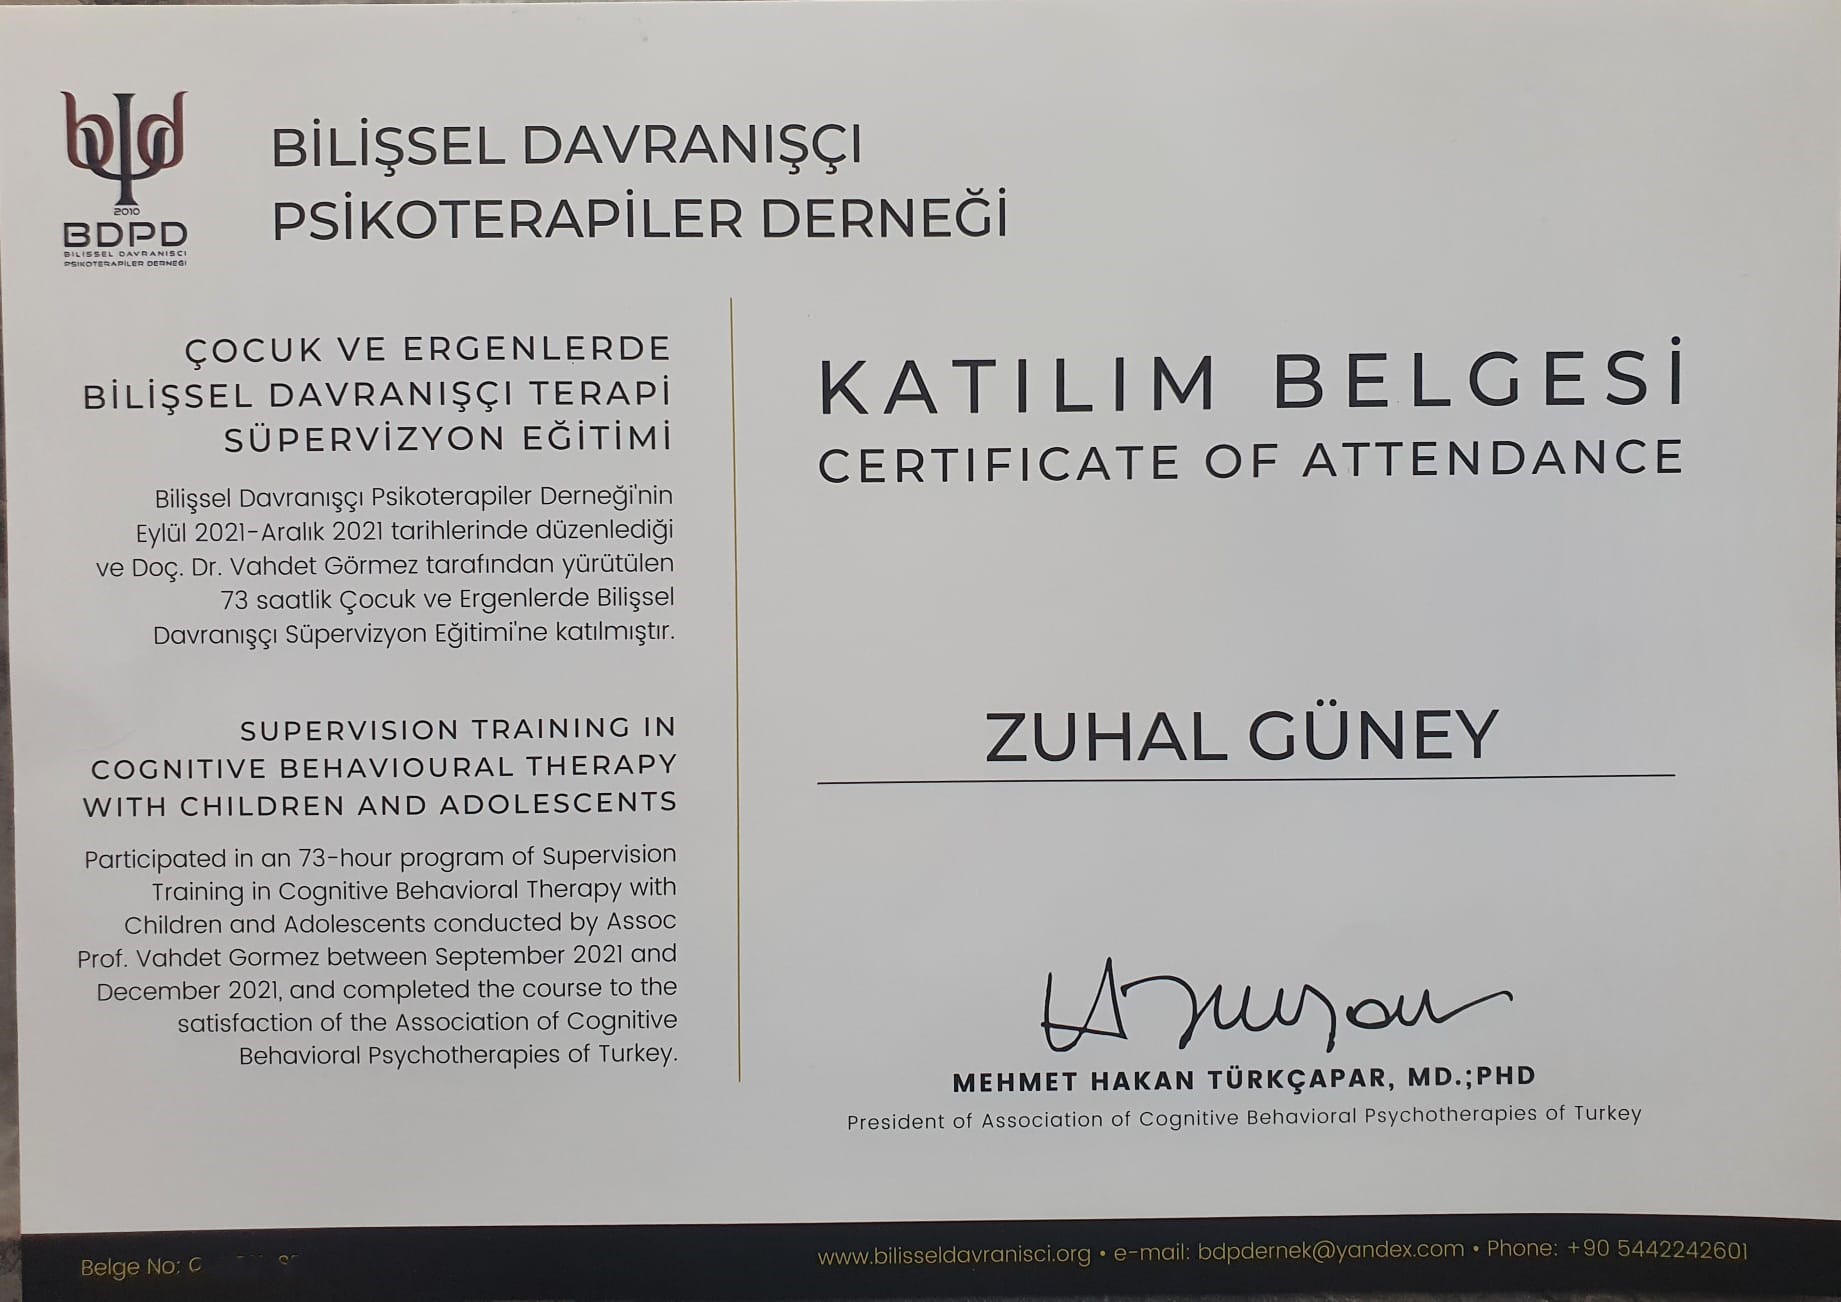 2010
BDPD
BILISSEL DAVRANISCI
PSIKOTERAPİLER DERNEGI
BİLİŞSEL DAVRANIŞÇI
PSİKOTERAPİLER DERNEĞİ
ÇOCUK VE ERGENLERDE
BİLİŞSEL DAVRANIŞÇI TERAPİ
SÜPERVİZYON EĞİTİMİ
Bilişsel Davranışçı Psikoterapiler Derneği'nin
Eylül 2021-Aralık 2021 tarihlerinde düzenlediği
ve Doç. Dr. Vahdet Görmez tarafından yürütülen
73 saatlik Çocuk ve Ergenlerde Bilişsel
Davranışçı Süpervizyon Eğitimi'ne katılmıştır.
SUPERVISION TRAINING IN
COGNITIVE BEHAVIOURAL THERAPY
WITH CHILDREN AND ADOLESCENTS
Participated in an 73-hour program of Supervision
Training in Cognitive Behavioral Therapy with
Children and Adolescents conducted by Assoc
Prof. Vahdet Gormez between September 2021 and
December 2021, and completed the course to the
satisfaction of the Association of Cognitive
Behavioral Psychotherapies of Turkey.
KATILIM BELGESİ
CERTIFICATE OF ATTENDANCE
ZUHAL GÜNEY
MEHMET HAKAN TÜRKÇAPAR, MD.;PHD
President of Association of Cognitive Behavioral Psychotherapies of Turkey
Belge No:
www.bilisseldavranisci.org • e-mail: bdpdernek@yandex.com • Phone: +90 5442242601